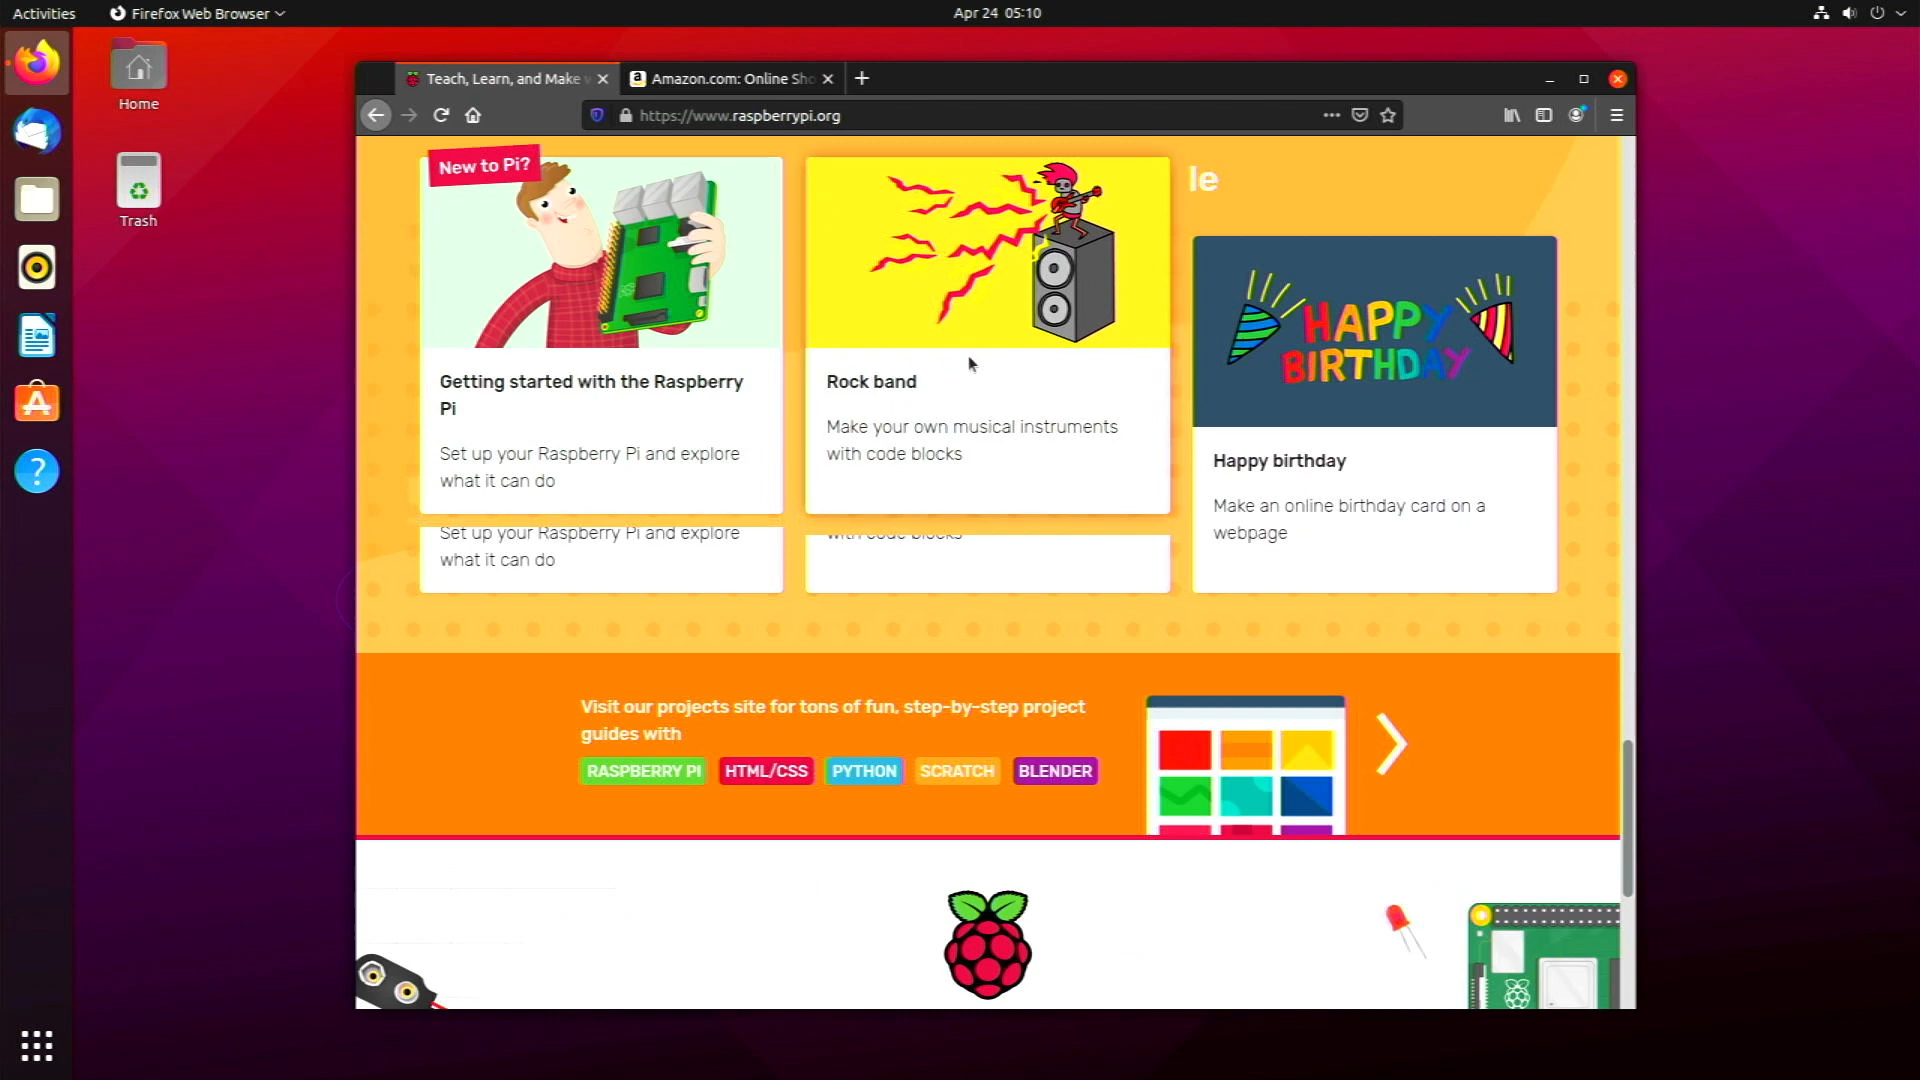 Activities
Firefox Web Browser
Apr 24 05:10
Home
Trash
Teach, Learn, and Make
Amazon.com: Online Sho
https://www.raspberrypi.org
New to Pi?
Getting started with the Raspberry
Pi
Set up your Raspberry Pi and explore
what it can do
Set up your Raspberry Pi and explore
what it can do
Rock band
Make your own musical instruments
with code blocks
with code blocks
le
HAPPY
BIRTHDAY
Happy birthday
Make an online birthday card on a
webpage
Visit our projects site for tons of fun, step-by-step project
guides with
RASPBERRY PI
HTML/CSS
PYTHON
SCRATCH
BLENDER